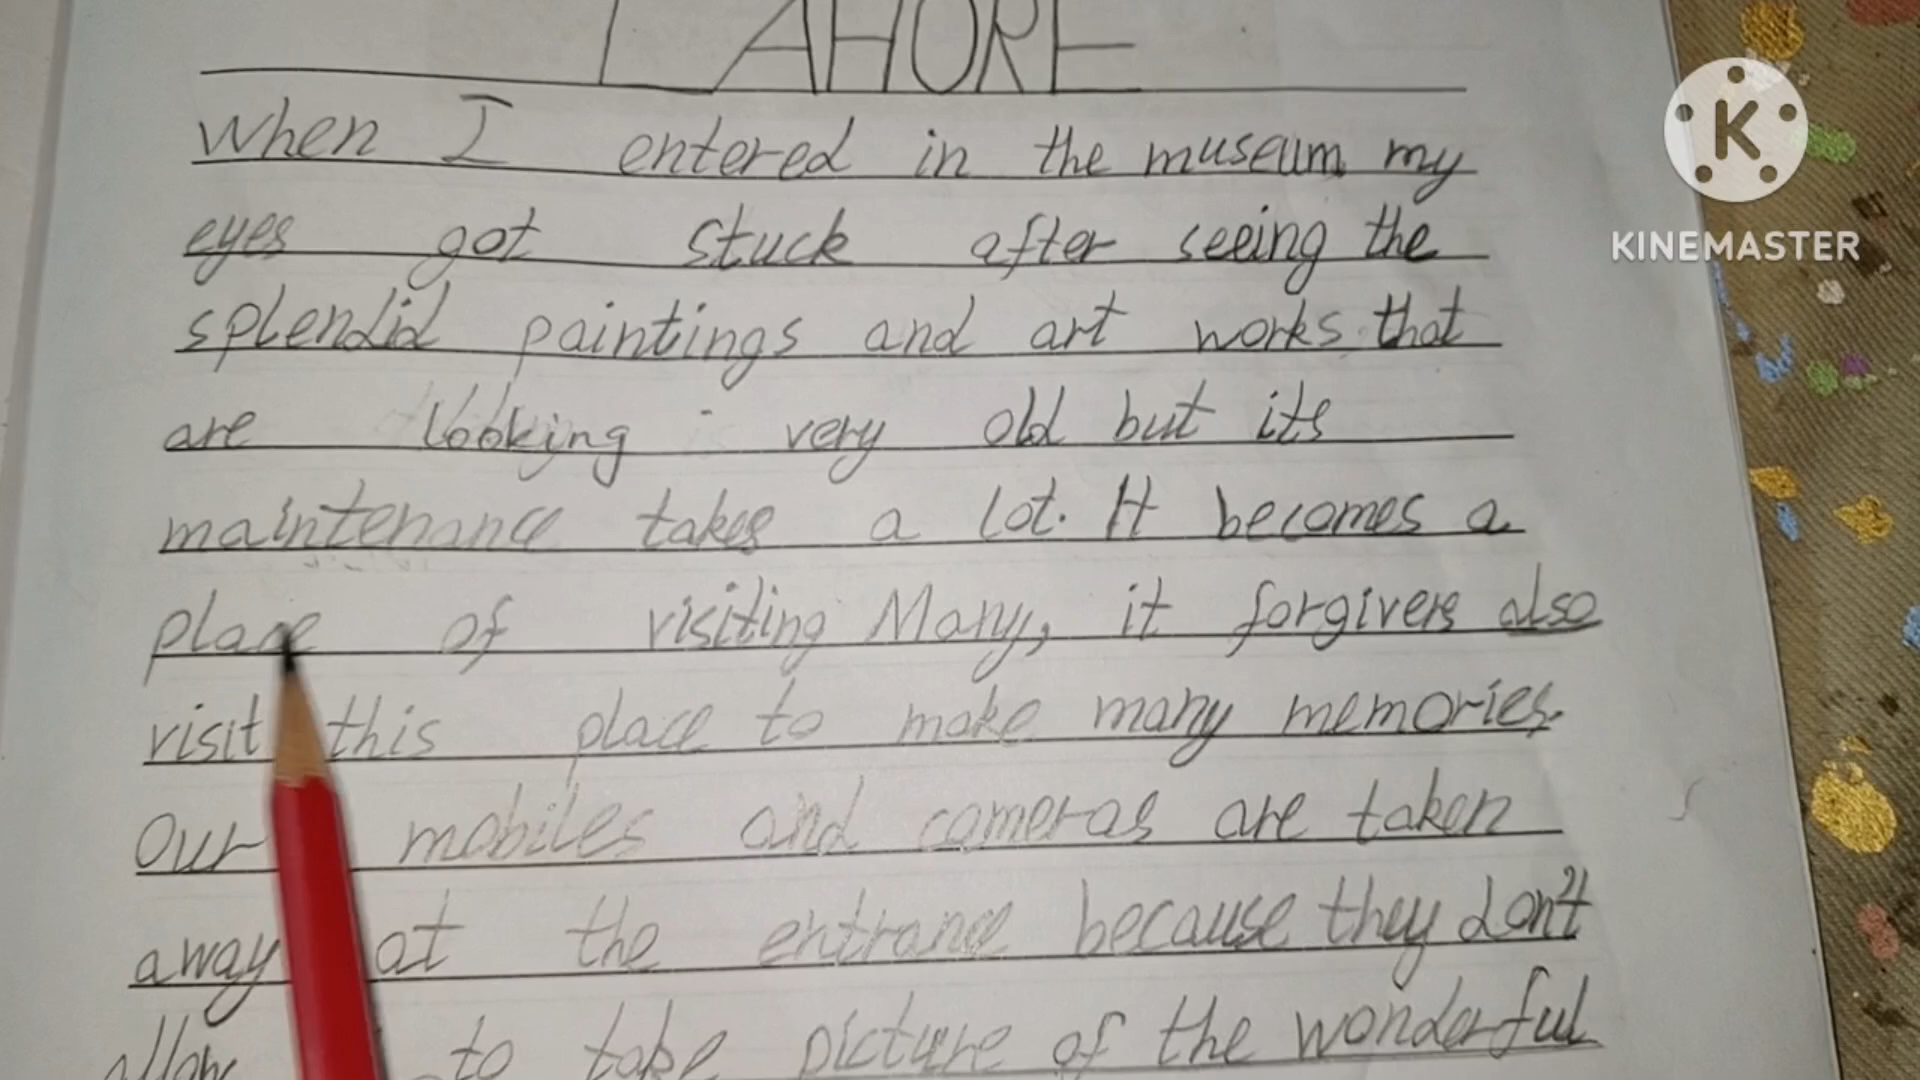 LAHORE
When I entered in the museum my
eyes got stuck after seeing the
splendid paintings and art works that
are looking very old but its
maintenance takes a lot. It becomes a
place of visiting Many, it forgivers also
visit this place to make many memories.
Our mobiles and cameras are taken
away at the entrance because they don't
allow to take picture of the wonderful
K
KINEMASTER